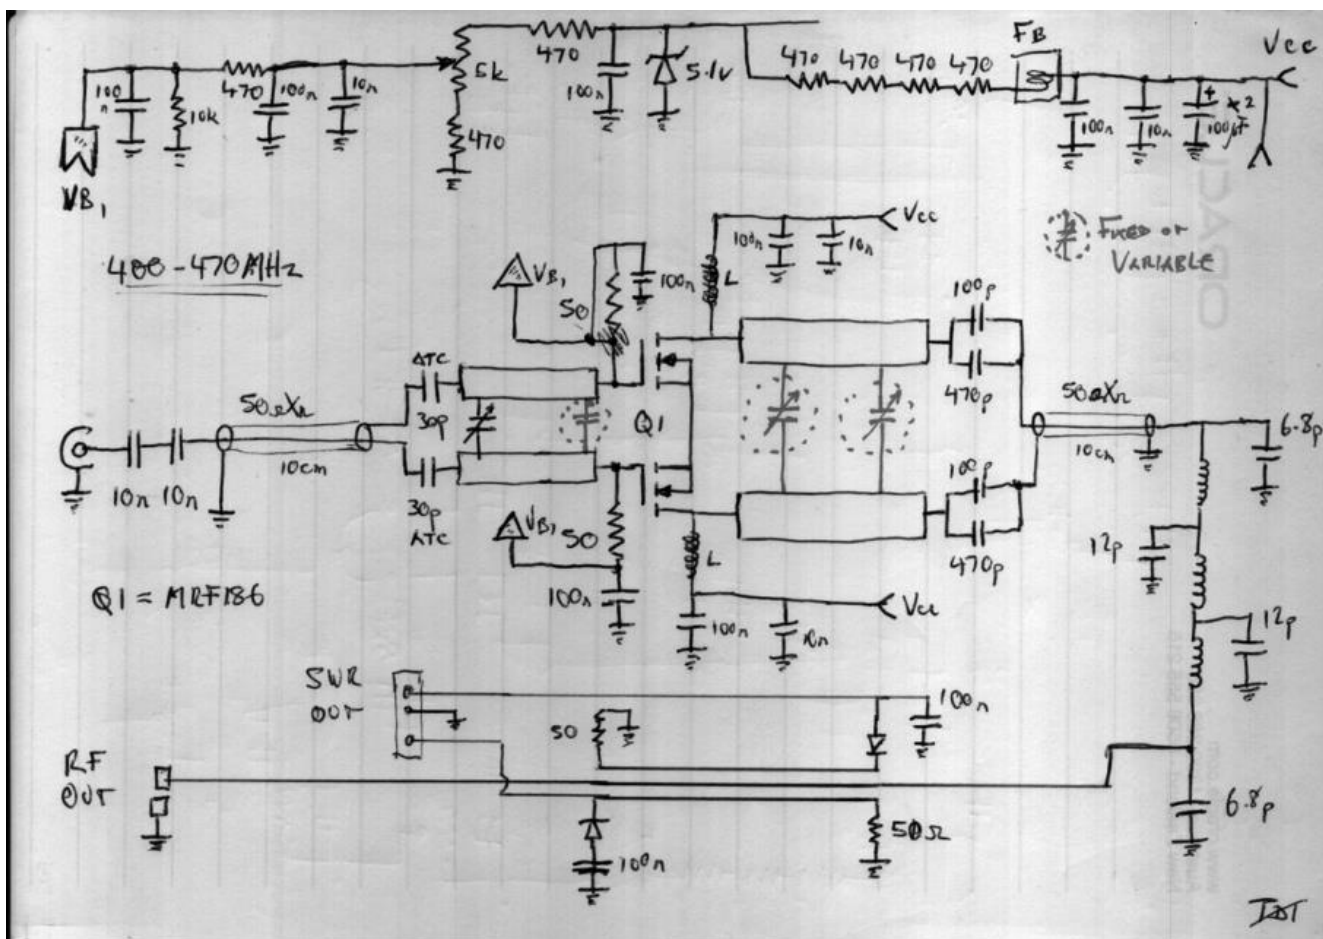 470
5k
470
100n
5.1v
470 470 470 470
FB
Vcc
100n
10k
470
100n
10n
100n
10n
100µF
x2
VB1
400-470MHz
VB1
50
100n
100n
10n
Vcc
L
FIXED or
VARIABLE
ATC
30p
50Ω
10cm
10n 10n
30p
ATC
Q1
100p
470p
100p
470p
50Ω
10cm
6.8p
12p
12p
6.8p
VB1
50
100n
L
100n
10n
Vcc
Q1 = MRF186
SWR
OUT
50
100n
RF
OUT
100n
50Ω